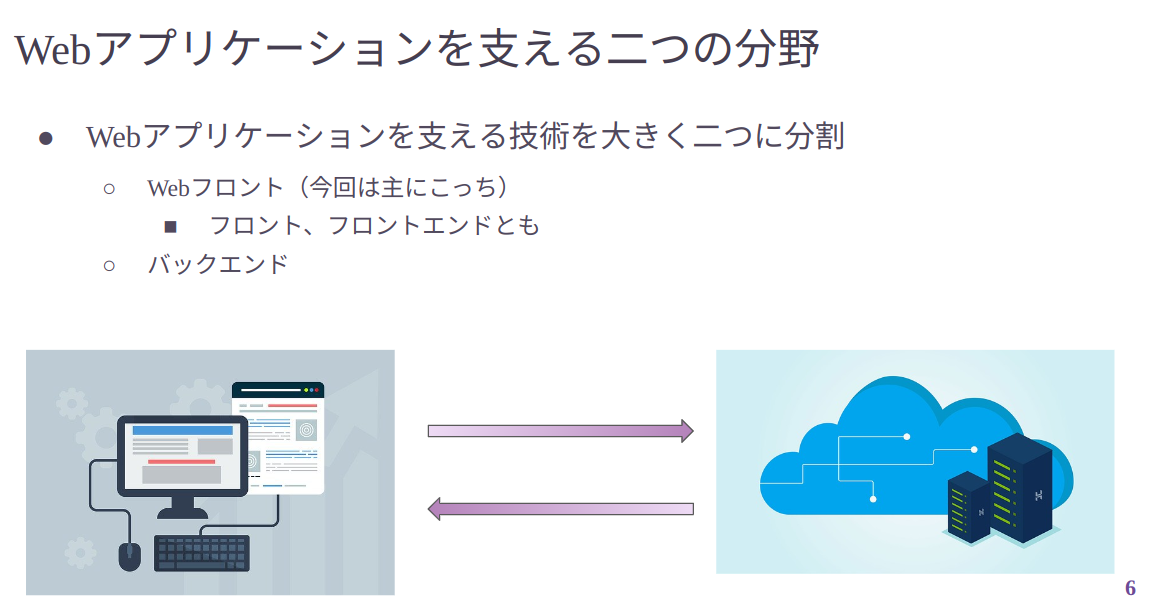 Webアプリケーションを支える二つの分野
● Webアプリケーションを支える技術を大きく二つに分割
○ Webフロント（今回は主にこっち）
■ フロント、フロントエンドとも
○ バックエンド
6